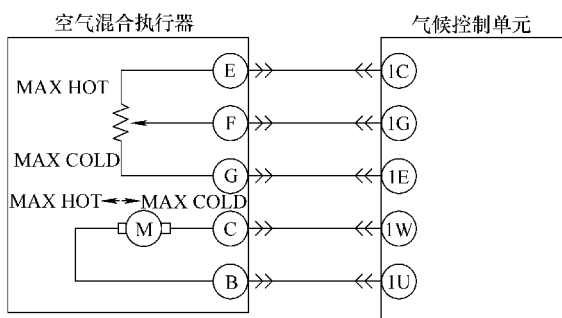 空气混合执行器 气候控制单元
E 1C
MAX HOT
F 1G
MAX COLD
G 1E
MAX HOT MAX COLD
M C 1W
B 1U